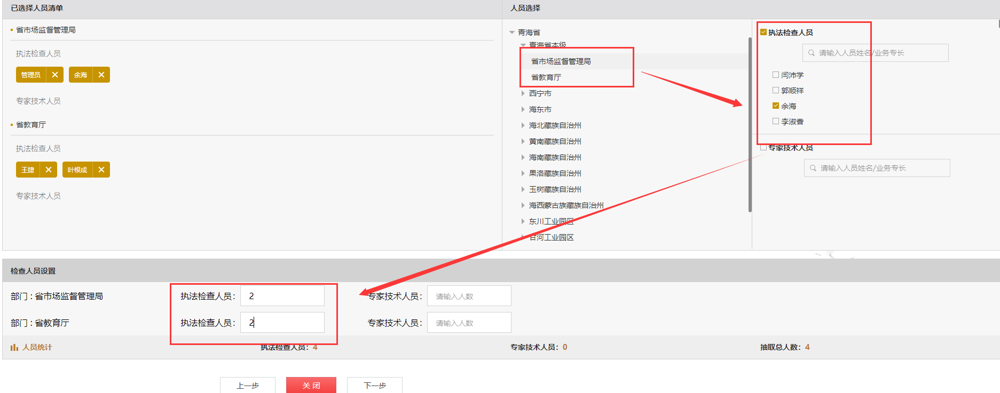 已选择人员清单
省市场监督管理局
执法检查人员
管理员
余海
专家技术人员
省教育厅
执法检查人员
王捷
叶根成
专家技术人员
人员选择
青海省
青海省本级
省市场监督管理局
省教育厅
西宁市
海东市
海北藏族自治州
黄南藏族自治州
海南藏族自治州
果洛藏族自治州
玉树藏族自治州
海西蒙古族藏族自治州
东川工业园区
甘河工业园区
执法检查人员
请输入人员姓名/业务专长
闫沛学
郭顺祥
余海
李淑香
专家技术人员
请输入人员姓名/业务专长
检查人员设置
部门 : 省市场监督管理局 执法检查人员: 2 专家技术人员: 请输入人数
部门 : 省教育厅 执法检查人员: 2 专家技术人员: 请输入人数
人员统计 执法检查人员: 4 专家技术人员: 0 抽取总人数: 4
上一步 关 闭 下一步